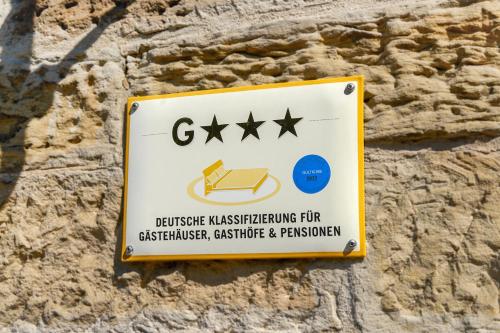 G★★★
DEUTSCHE KLASSIFIZIERUNG FÜR
GÄSTEHÄUSER, GASTHÖFE & PENSIONEN